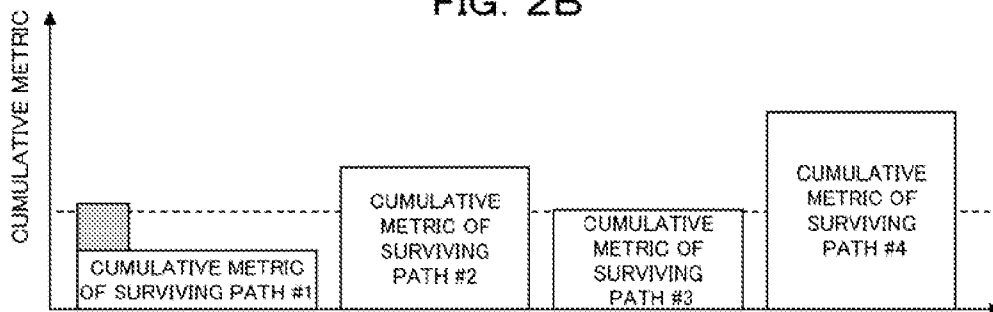 FIG. 2B
CUMULATIVE METRIC
CUMULATIVE METRIC
OF SURVIVING PATH #1
CUMULATIVE
METRIC OF
SURVIVING
PATH #2
CUMULATIVE
METRIC OF
SURVIVING
PATH #3
CUMULATIVE
METRIC OF
SURVIVING
PATH #4